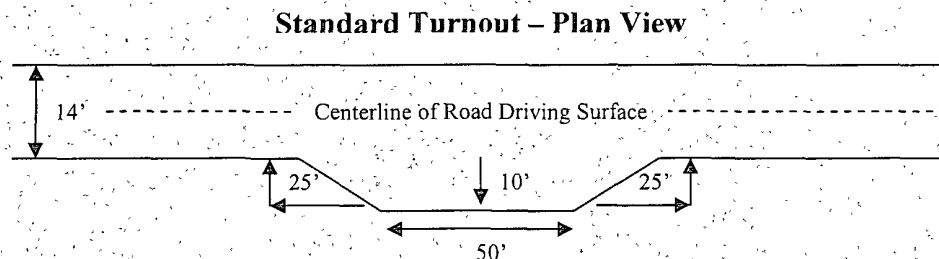 Standard Turnout – Plan View
14'
Centerline of Road Driving Surface
25'
10'
25'
50'